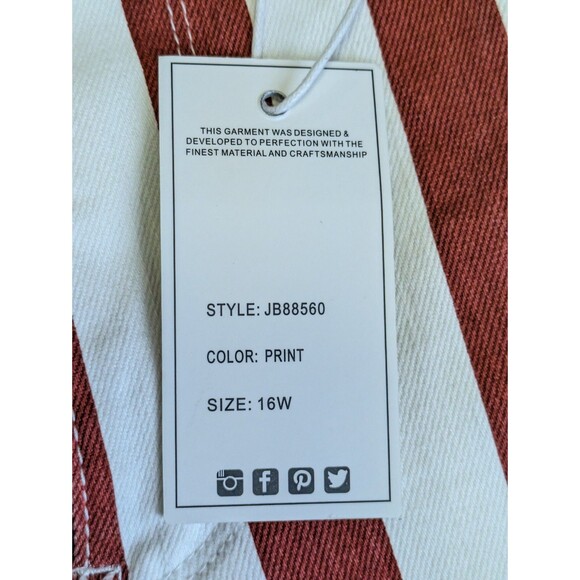 THIS GARMENT WAS DESIGNED &
DEVELOPED TO PERFECTION WITH THE
FINEST MATERIAL AND CRAFTSMANSHIP
STYLE: JB88560
COLOR: PRINT
SIZE: 16W